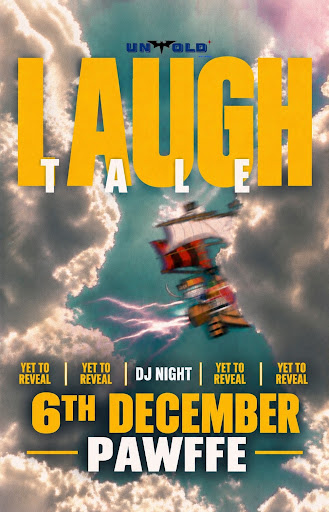 UNTOLD
LAUGH
TALE
YET TO REVEAL | YET TO REVEAL | DJ NIGHT | YET TO REVEAL | YET TO REVEAL
6TH DECEMBER
PAWFFE